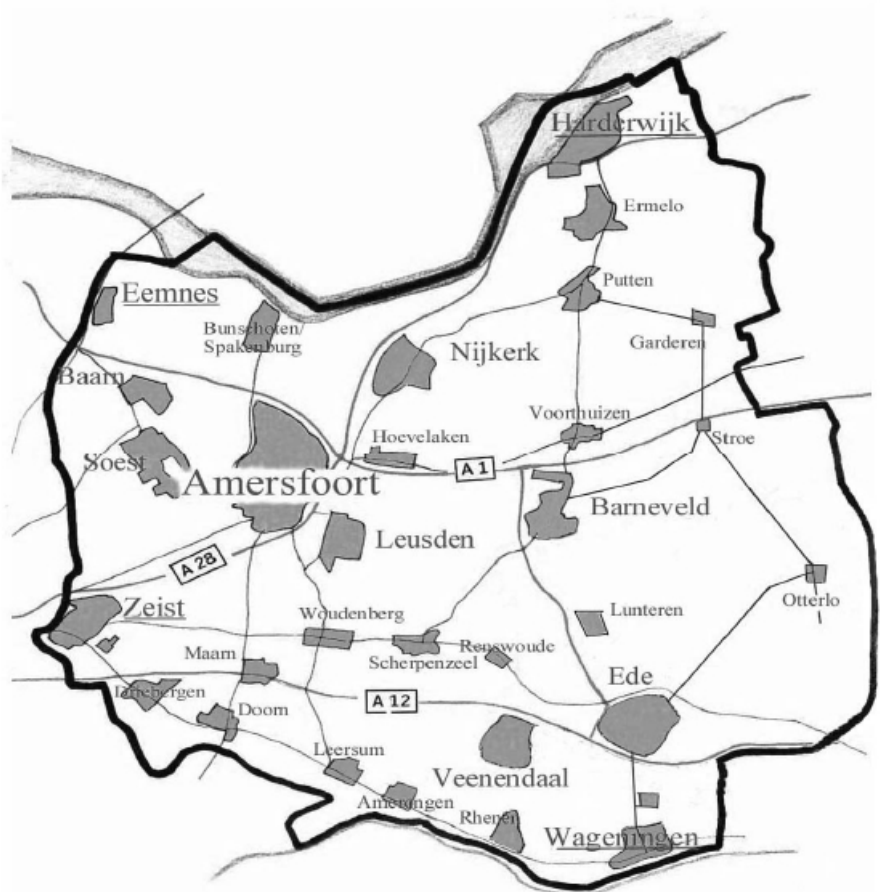 Harderwijk
Ermelo
Putten
Eemnes
Bunschoten/
Spakenburg
Garderen
Nijkerk
Baarn
Voorthuizen
Hoevelaken
Stroe
Soest
A 1
Amersfoort
Barneveld
Leusden
A 28
Zeist
Otterlo
Lunteren
Woudenberg
Renswoude
Maarn
Scherpenzeel
Ede
Driebergen
A 12
Doorn
Leersum
Veenendaal
Amerongen
Rhenen
Wageningen